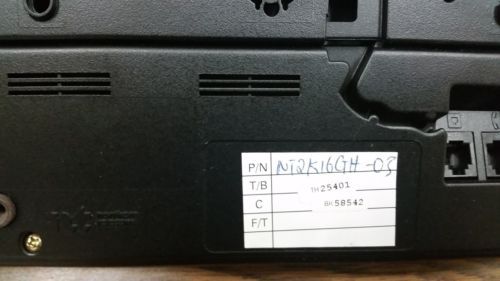 P/N NT2K16GH-03
T/B TH25401
C BK58542
F/T